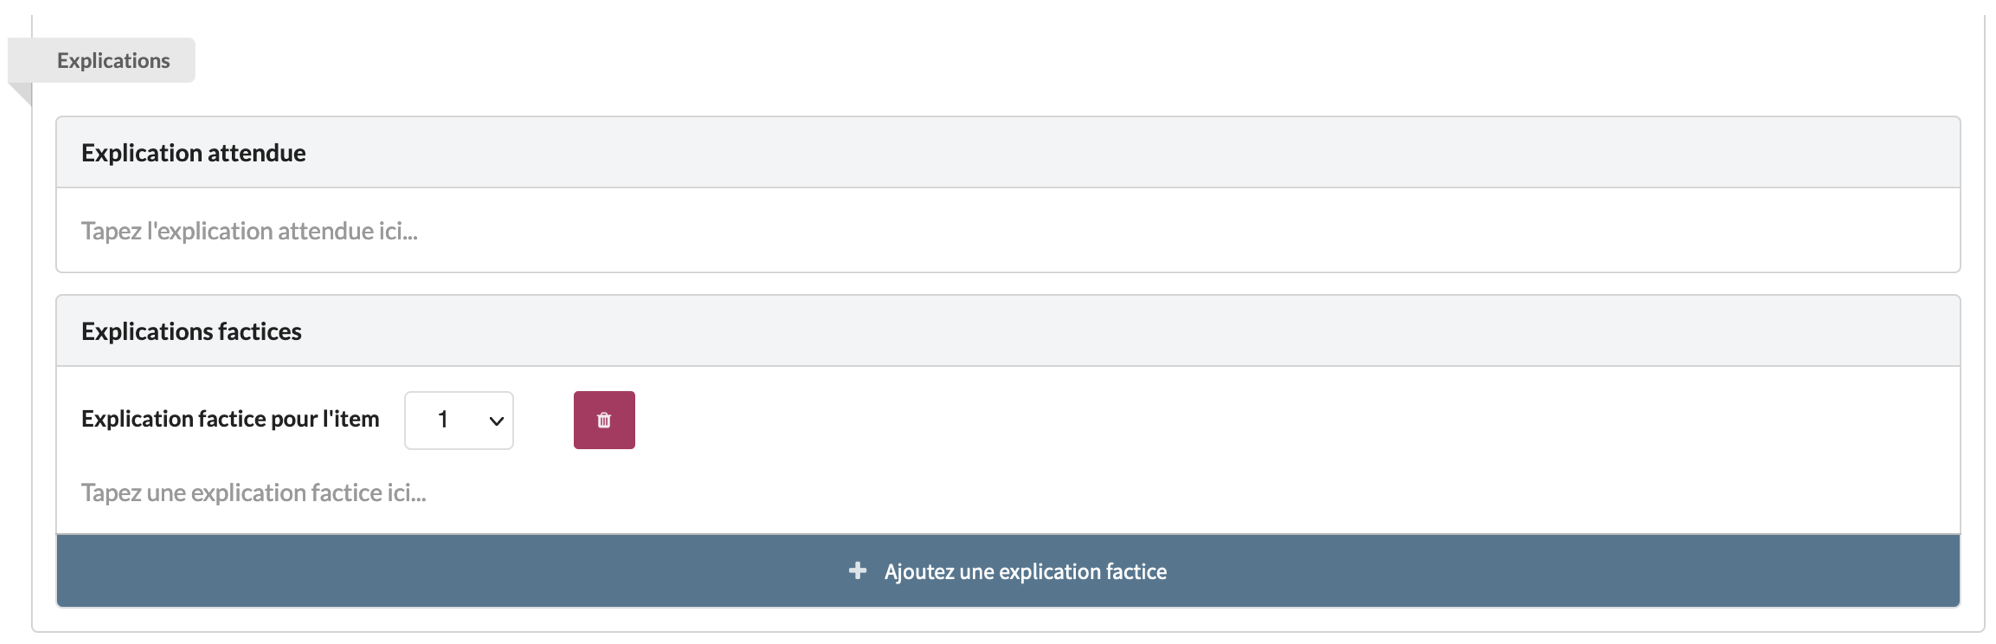 Explications
Explication attendue
Tapez l'explication attendue ici...
Explications factices
Explication factice pour l'item 1
Tapez une explication factice ici...
Ajoutez une explication factice